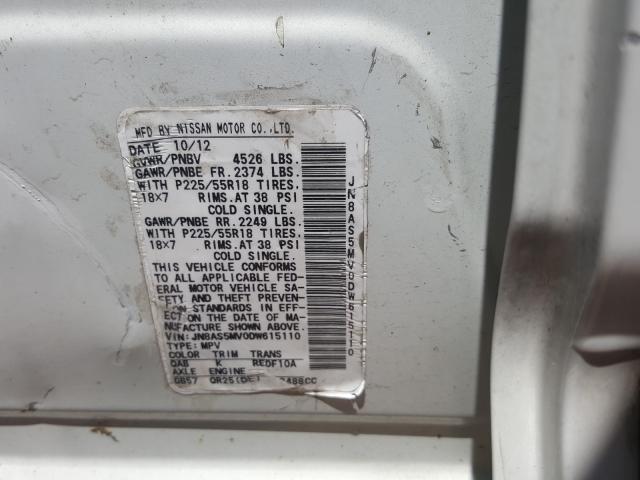 MFD BY NISSAN MOTOR CO.,LTD.
DATE 10/12
GVWR/PNBV 4526 LBS.
GAWR/PNBE FR. 2374 LBS.
WITH P225/55R18 TIRES.
18X7 RIMS.AT 38 PSI
COLD SINGLE.
GAWR/PNBE RR. 2249 LBS.
WITH P225/55R18 TIRES.
18X7 RIMS.AT 38 PSI
COLD SINGLE.
THIS VEHICLE CONFORMS
TO ALL APPLICABLE FED-
ERAL MOTOR VEHICLE SA-
FETY AND THEFT PREVEN-
ON STANDARDS IN EFF-
ECT ON THE DATE OF MA-
NUFACTURE SHOWN ABOVE.
VIN: JN8AS5MV0DW615110
TYPE: MPV
COLOR TRIM TRANS
QAB K RE0F10A
AXLE ENGINE
GB57 QR25(DE) 2488CC
JN8AS5MV0DW615110